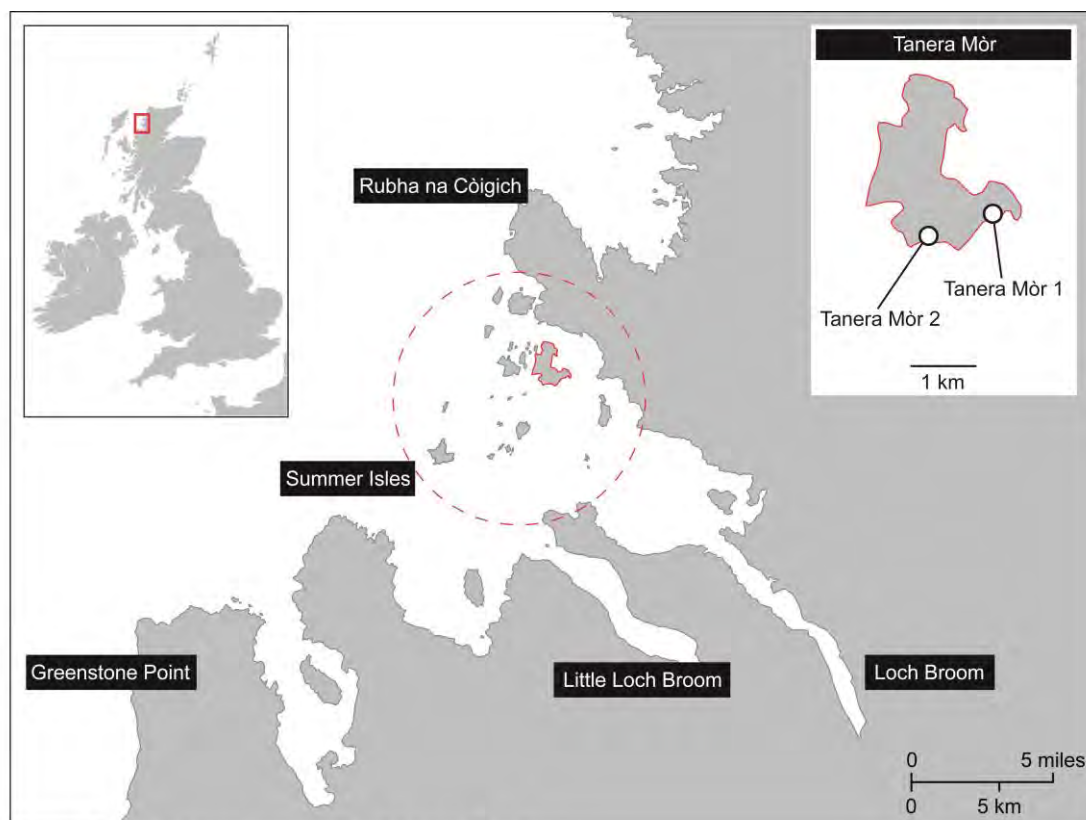 Tanera Mòr
Rubha na Còigich
Tanera Mòr 1
Tanera Mòr 2
1 km
Summer Isles
Greenstone Point
Little Loch Broom
Loch Broom
0 5 miles
0 5 km